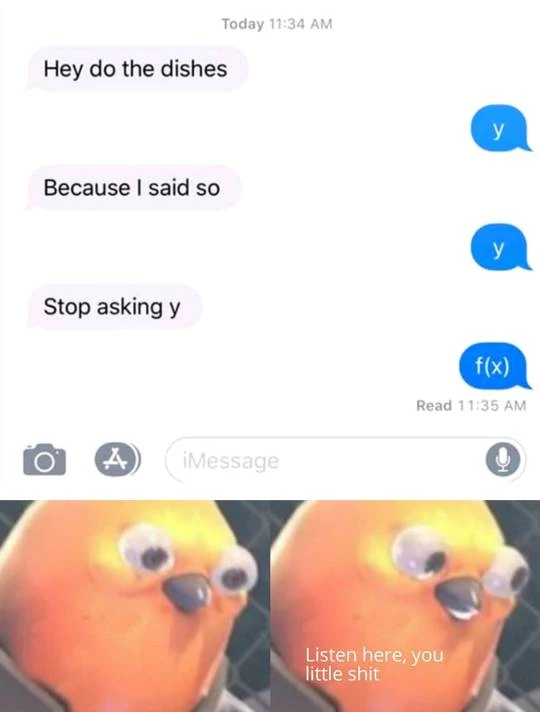 Today 11:34 AM
Hey do the dishes
y
Because I said so
y
Stop asking y
f(x)
Read 11:35 AM
iMessage
Listen here, you
little shit